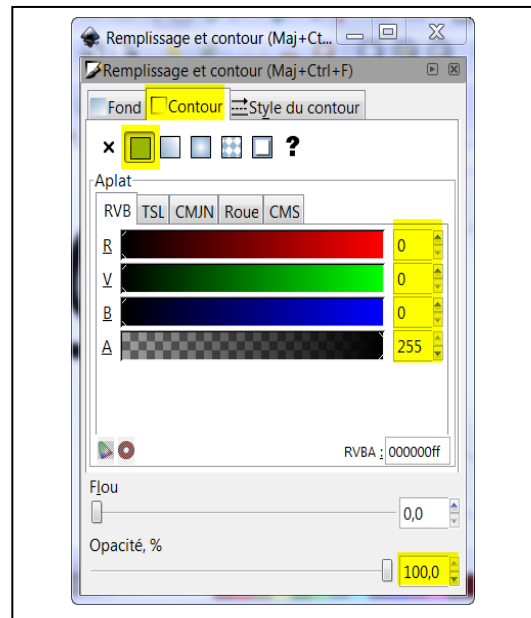 Remplissage et contour (Maj+Ct...
Remplissage et contour (Maj+Ctrl+F)
Fond Contour Style du contour
?
Aplat
RVB TSL CMJN Roue CMS
R 0
V 0
B 0
A 255
RVBA : 000000ff
Flou
0,0
Opacité, %
100,0